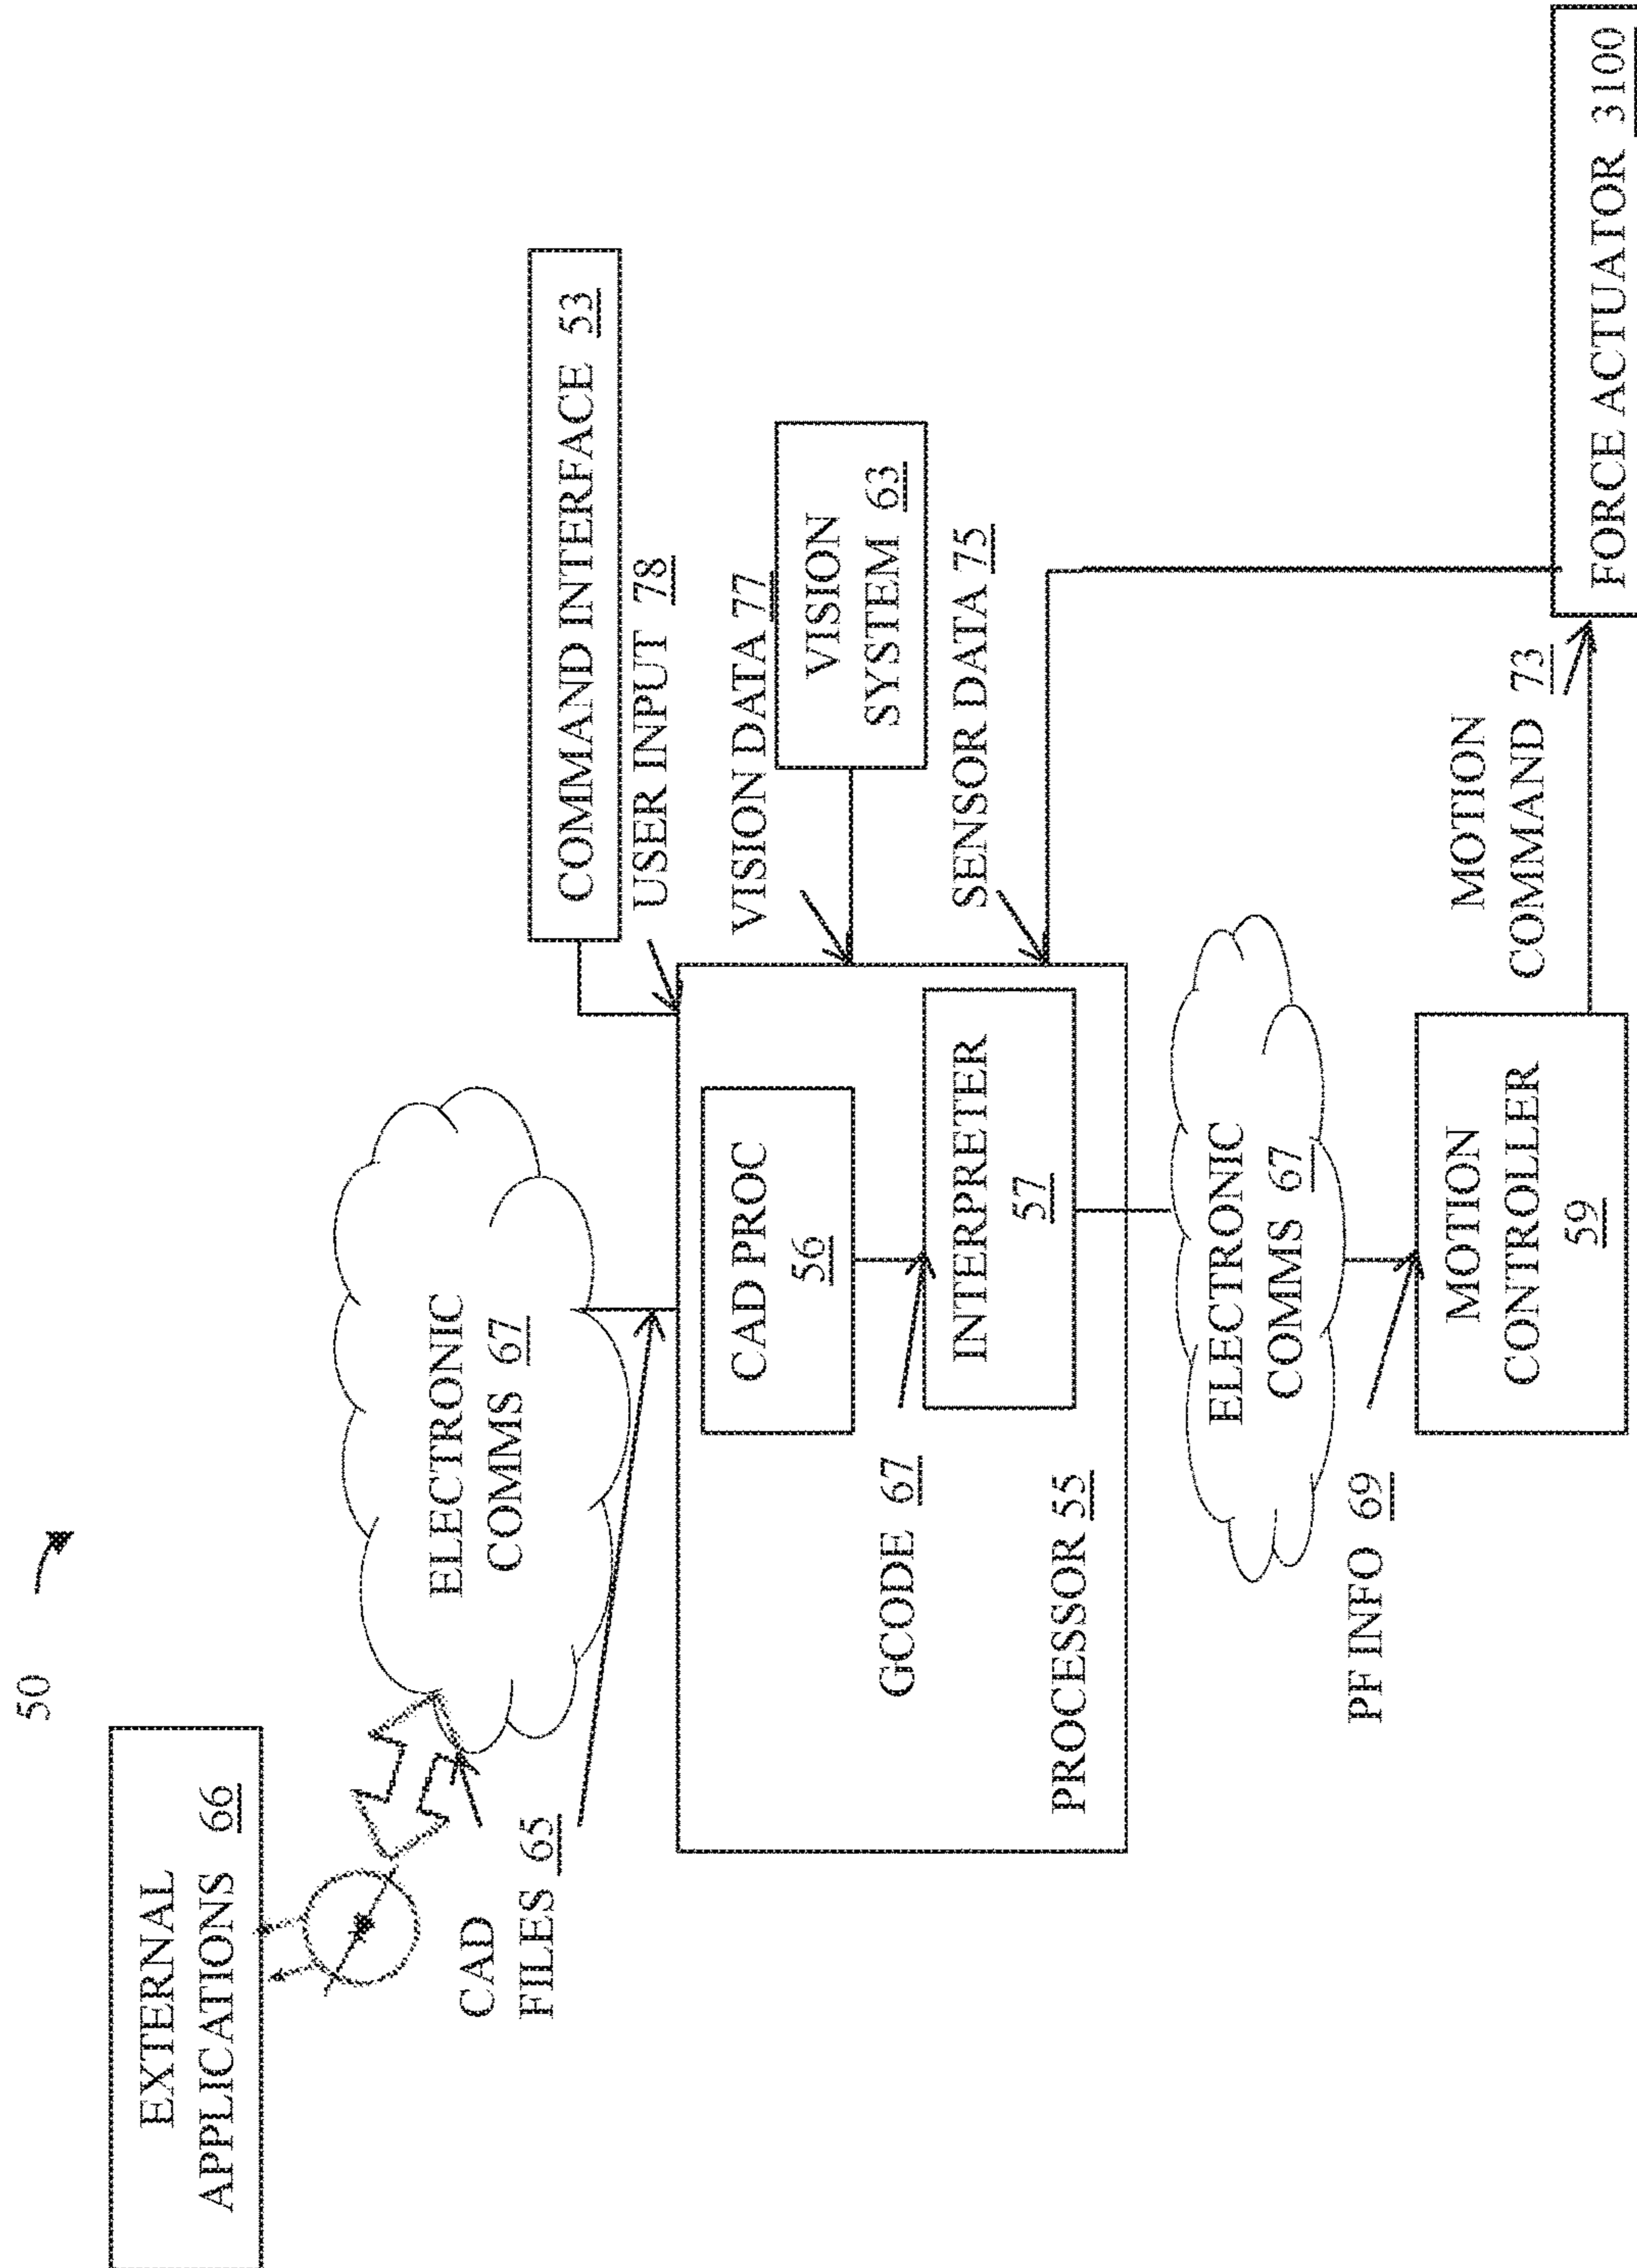 50
EXTERNAL
APPLICATIONS 66
ELECTRONIC
COMMS 67
CAD
FILES 65
COMMAND INTERFACE 53
USER INPUT 78
VISION DATA 77
VISION
SYSTEM 63
SENSOR DATA 75
CAD PROC
56
GCODE 67
INTERPRETER
57
PROCESSOR 55
ELECTRONIC
COMMS 67
PF INFO 69
MOTION
CONTROLLER
59
MOTION
COMMAND 73
FORCE ACTUATOR 3100